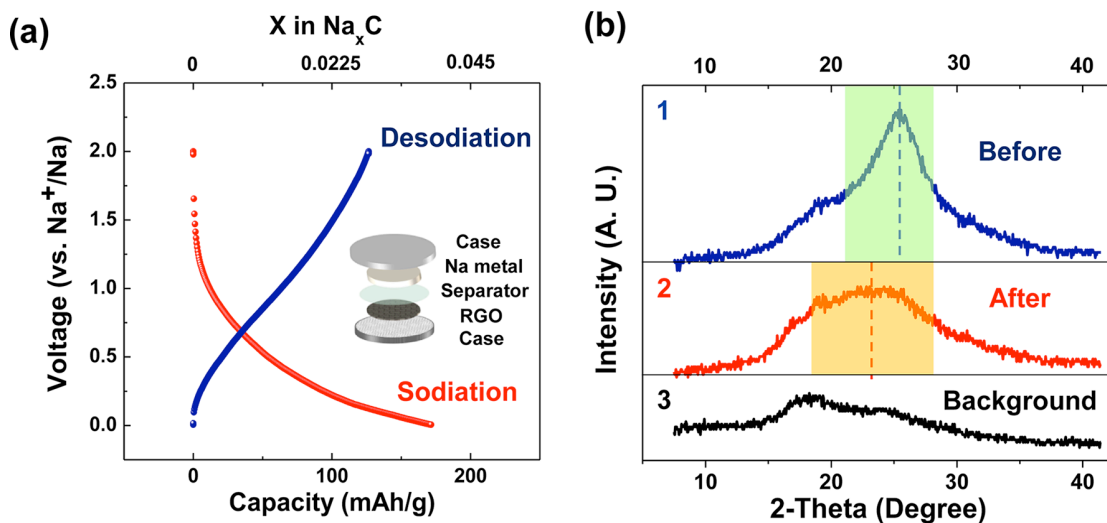 (a)
X in NaxC
0
0.0225
0.045
2.5
2.0
1.5
1.0
0.5
0.0
Voltage (vs. Na+/Na)
Desodiation
Case
Na metal
Separator
RGO
Case
Sodiation
0
100
200
Capacity (mAh/g)
(b)
10
20
30
40
1
Before
2
After
3
Background
Intensity (A. U.)
10
20
30
40
2-Theta (Degree)